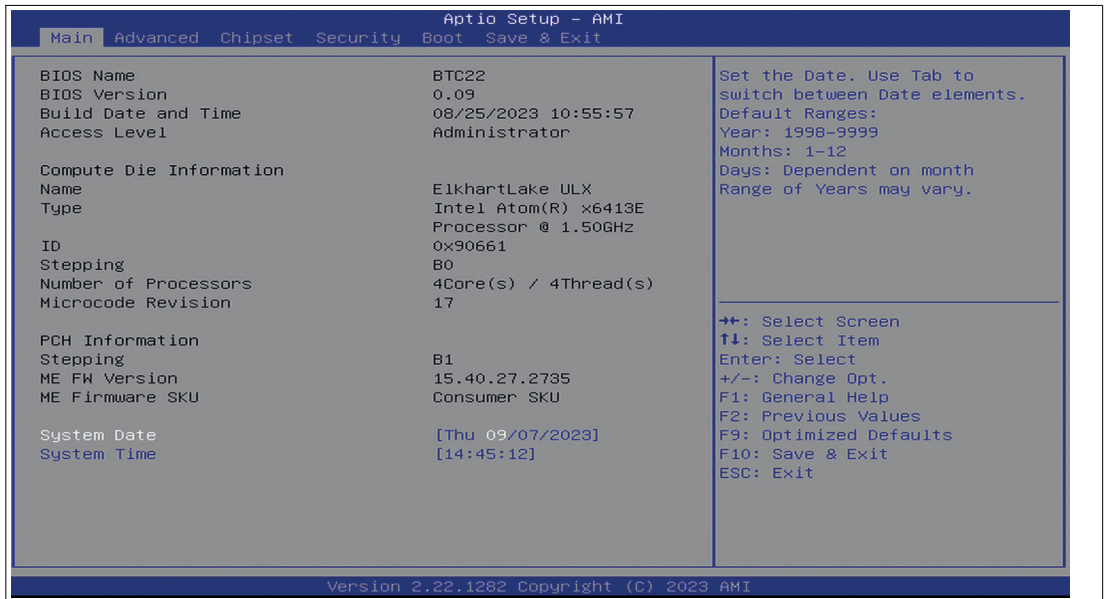 Aptio Setup – AMI
Main Advanced Chipset Security Boot Save & Exit
BIOS Name BTC22
BIOS Version 0.09
Build Date and Time 08/25/2023 10:55:57
Access Level Administrator
Compute Die Information
Name ElkhartLake ULX
Type Intel Atom(R) x6413E
Processor @ 1.50GHz
ID 0x90661
Stepping B0
Number of Processors 4Core(s) / 4Thread(s)
Microcode Revision 17
PCH Information
Stepping B1
ME FW Version 15.40.27.2735
ME Firmware SKU Consumer SKU
System Date [Thu 09/07/2023]
System Time [14:45:12]
Set the Date. Use Tab to
switch between Date elements.
Default Ranges:
Year: 1998-9999
Months: 1-12
Days: Dependent on month
Range of Years may vary.
→←: Select Screen
↑↓: Select Item
Enter: Select
+/-: Change Opt.
F1: General Help
F2: Previous Values
F9: Optimized Defaults
F10: Save & Exit
ESC: Exit
Version 2.22.1282 Copyright (C) 2023 AMI